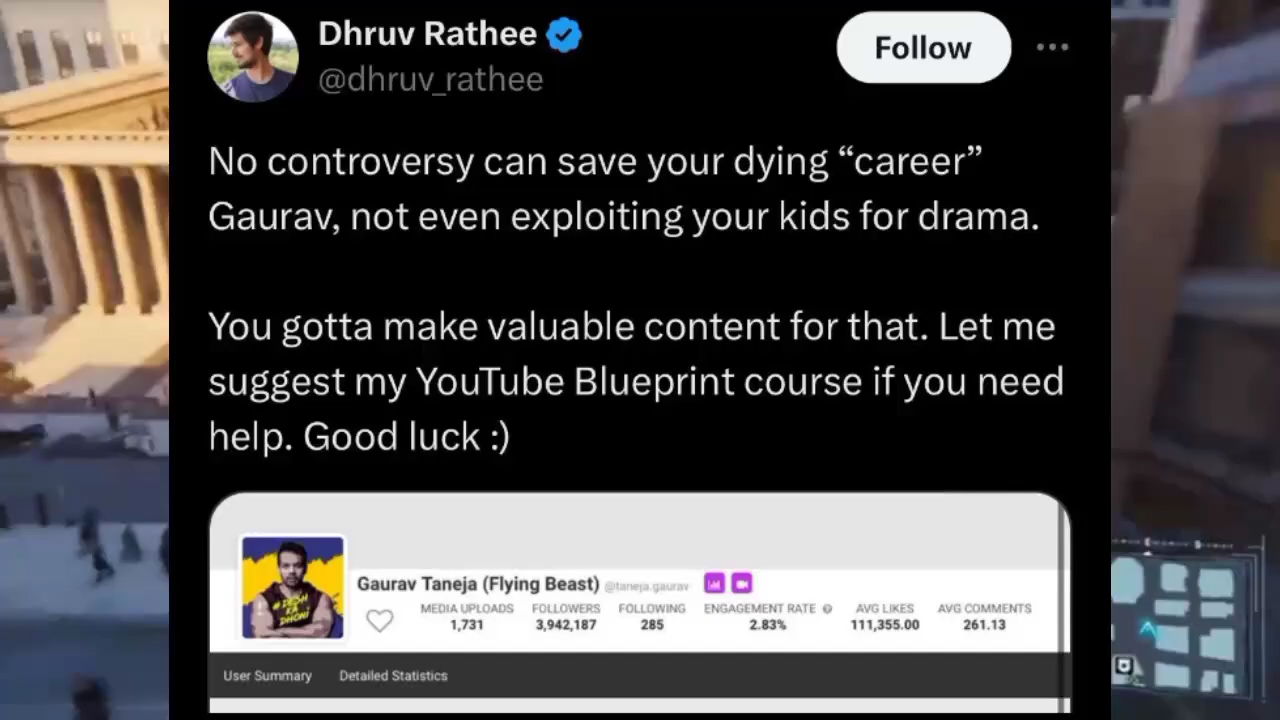 Dhruv Rathee
@dhruv_rathee
Follow
No controversy can save your dying “career”
Gaurav, not even exploiting your kids for drama.
You gotta make valuable content for that. Let me
suggest my YouTube Blueprint course if you need
help. Good luck :)
Gaurav Taneja (Flying Beast) @taneja.gaurav
MEDIA UPLOADS FOLLOWERS FOLLOWING ENGAGEMENT RATE AVG LIKES AVG COMMENTS
1,731 3,942,187 285 2.83% 111,355.00 261.13
# DESH
KA
DHONI
User Summary Detailed Statistics